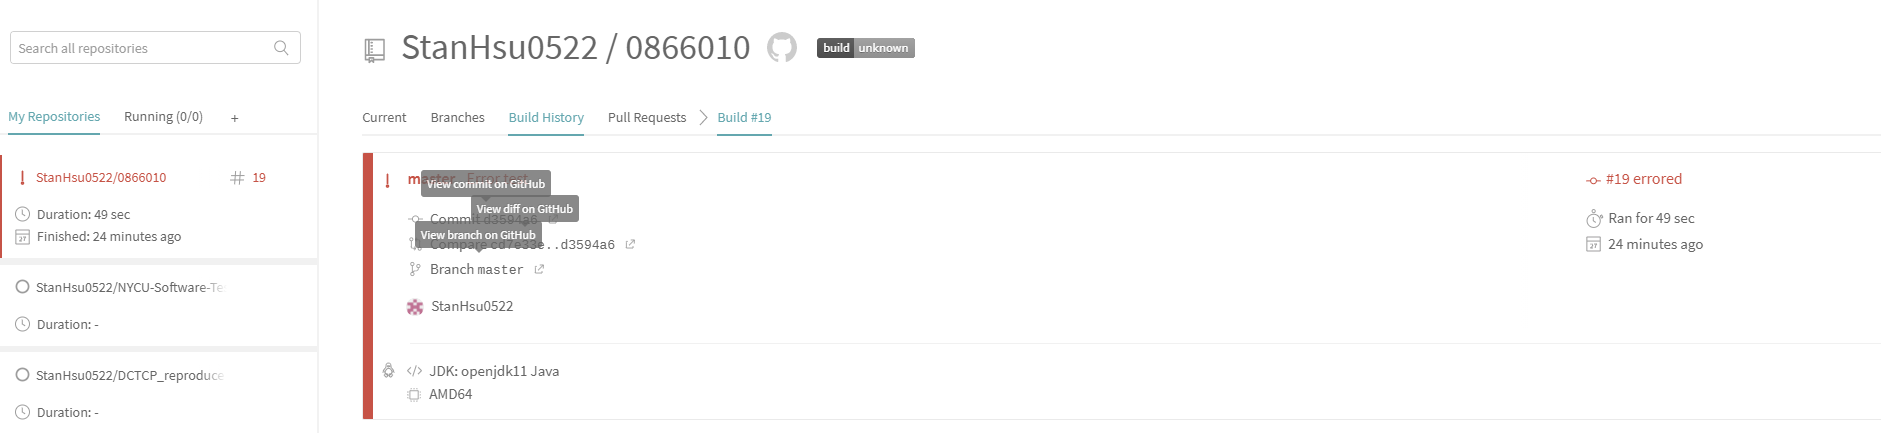 Search all repositories
My Repositories Running (0/0) +
StanHsu0522/0866010 # 19
Duration: 49 sec
Finished: 24 minutes ago
StanHsu0522/NYCU-Software-Te
Duration: -
StanHsu0522/DCTCP_reproduce
Duration: -
StanHsu0522 / 0866010 build unknown
Current Branches Build History Pull Requests Build #19
master Error test #19 errored
View commit on GitHub
View diff on GitHub
Commit d3594a6 Ran for 49 sec
View branch on GitHub
Compare cd7e33e..d3594a6 24 minutes ago
Branch master
StanHsu0522
JDK: openjdk11 Java
AMD64